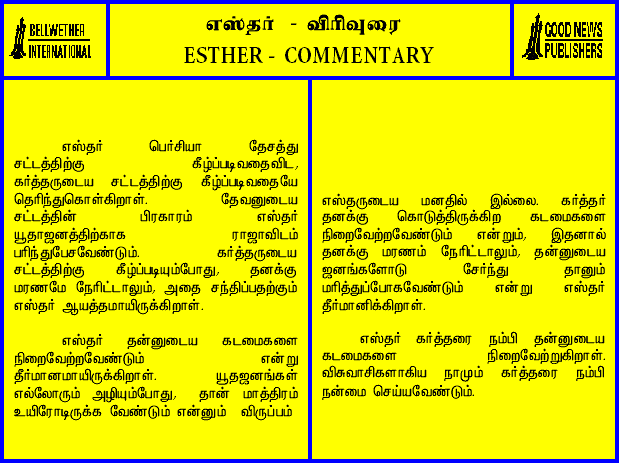 BELLWETHER
INTERNATIONAL
எஸ்தர் - விரிவுரை
ESTHER - COMMENTARY
GOOD NEWS
PUBLISHERS
எஸ்தர் பெர்சியா தேசத்து
சட்டத்திற்கு கீழ்ப்படிவதைவிட,
கர்த்தருடைய சட்டத்திற்கு கீழ்ப்படிவதையே
தெரிந்துகொள்கிறாள். தேவனுடைய
சட்டத்தின் பிரகாரம் எஸ்தர்
யூதாஜனத்திற்காக ராஜாவிடம்
பரிந்துபேசவேண்டும். கர்த்தருடைய
சட்டத்திற்கு கீழ்ப்படியும்போது, தனக்கு
மரணமே நேரிட்டாலும், அதை சந்திப்பதற்கும்
எஸ்தர் ஆயத்தமாயிருக்கிறாள்.
எஸ்தர் தன்னுடைய கடமைகளை
நிறைவேற்றவேண்டும் என்று
தீர்மானமாயிருக்கிறாள். யூதஜனங்கள்
எல்லோரும் அழியும்போது, தான் மாத்திரம்
உயிரோடிருக்க வேண்டும் என்னும் விருப்பம்
எஸ்தருடைய மனதில் இல்லை. கர்த்தர்
தனக்கு கொடுத்திருக்கிற கடமைகளை
நிறைவேற்றவேண்டும் என்றும், இதனால்
தனக்கு மரணம் நேரிட்டாலும், தன்னுடைய
ஜனங்களோடு சேர்ந்து தானும்
மரித்துப்போகவேண்டும் என்று எஸ்தர்
தீர்மானிக்கிறாள்.
எஸ்தர் கர்த்தரை நம்பி தன்னுடைய
கடமைகளை நிறைவேற்றுகிறாள்.
விசுவாசிகளாகிய நாமும் கர்த்தரை நம்பி
நன்மை செய்யவேண்டும்.